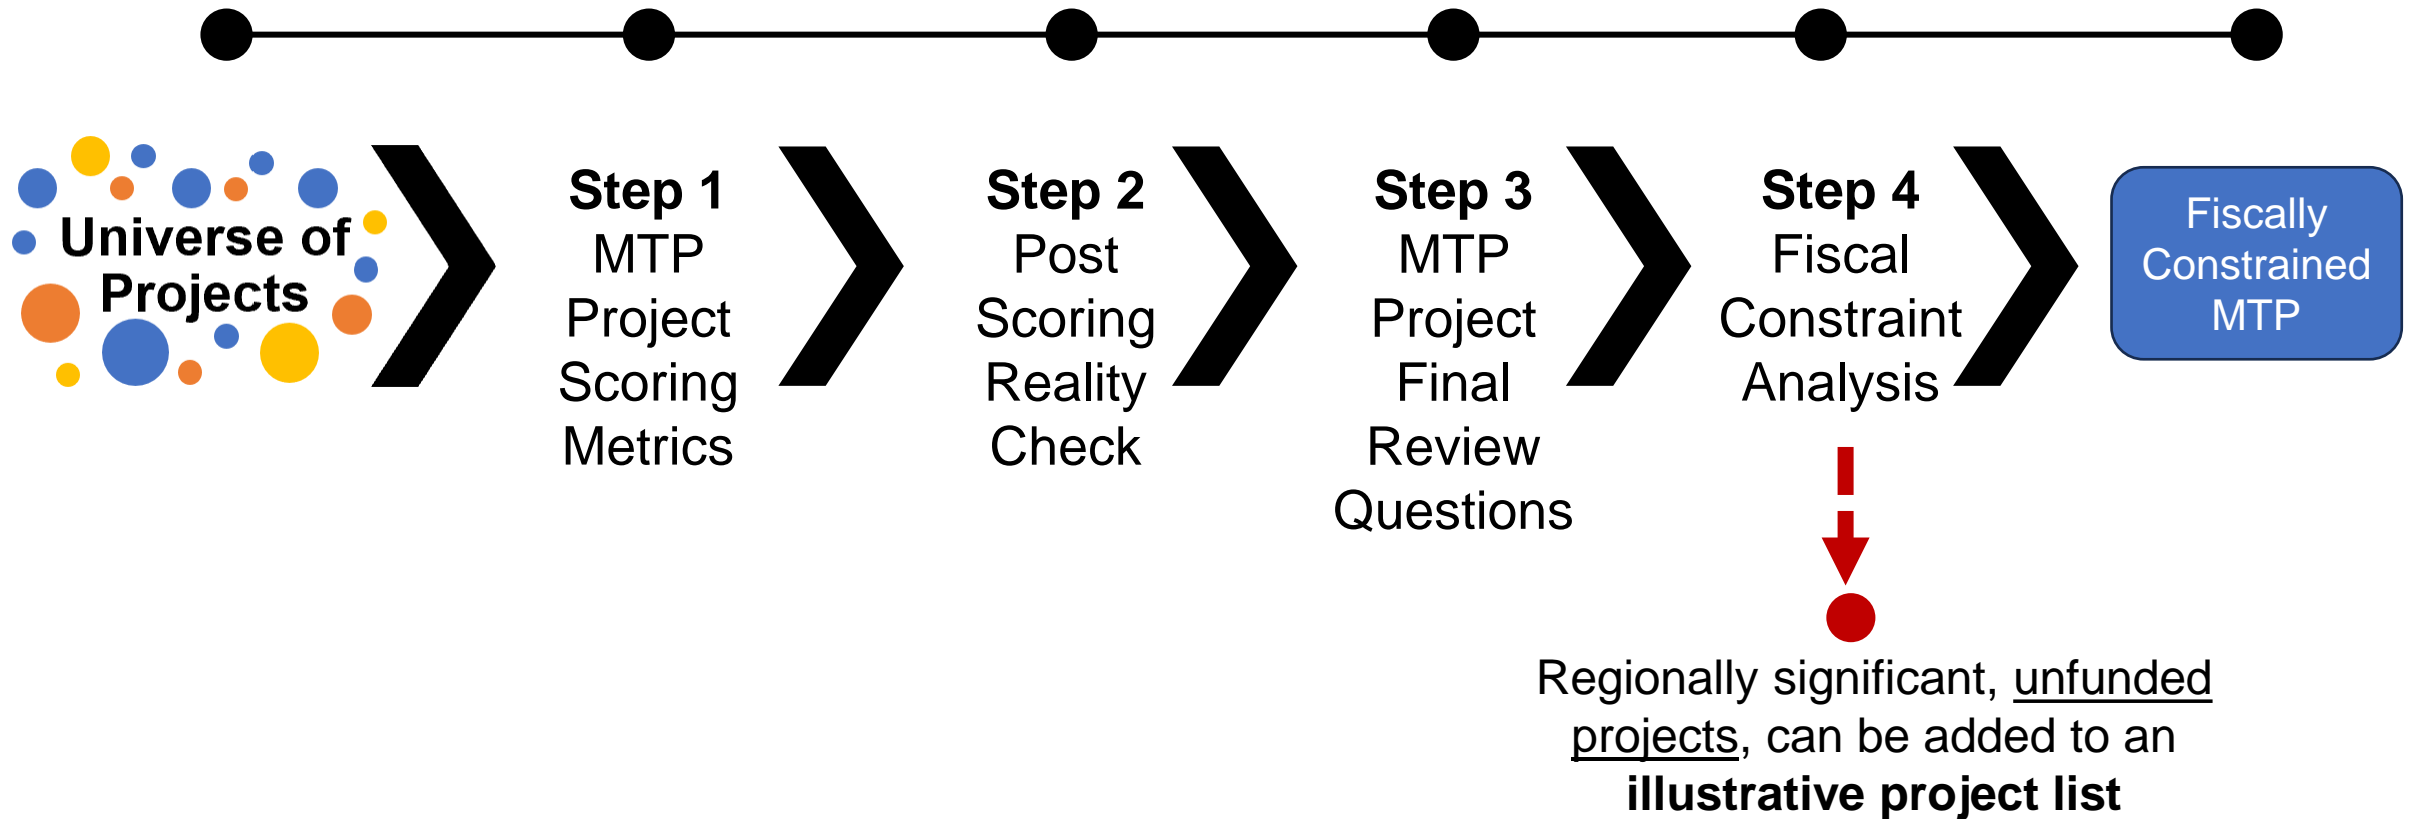 Universe of
Projects
Step 1
MTP
Project
Scoring
Metrics
Step 2
Post
Scoring
Reality
Check
Step 3
MTP
Project
Final
Review
Questions
Step 4
Fiscal
Constraint
Analysis
Fiscally
Constrained
MTP
Regionally significant, unfunded
projects, can be added to an
illustrative project list